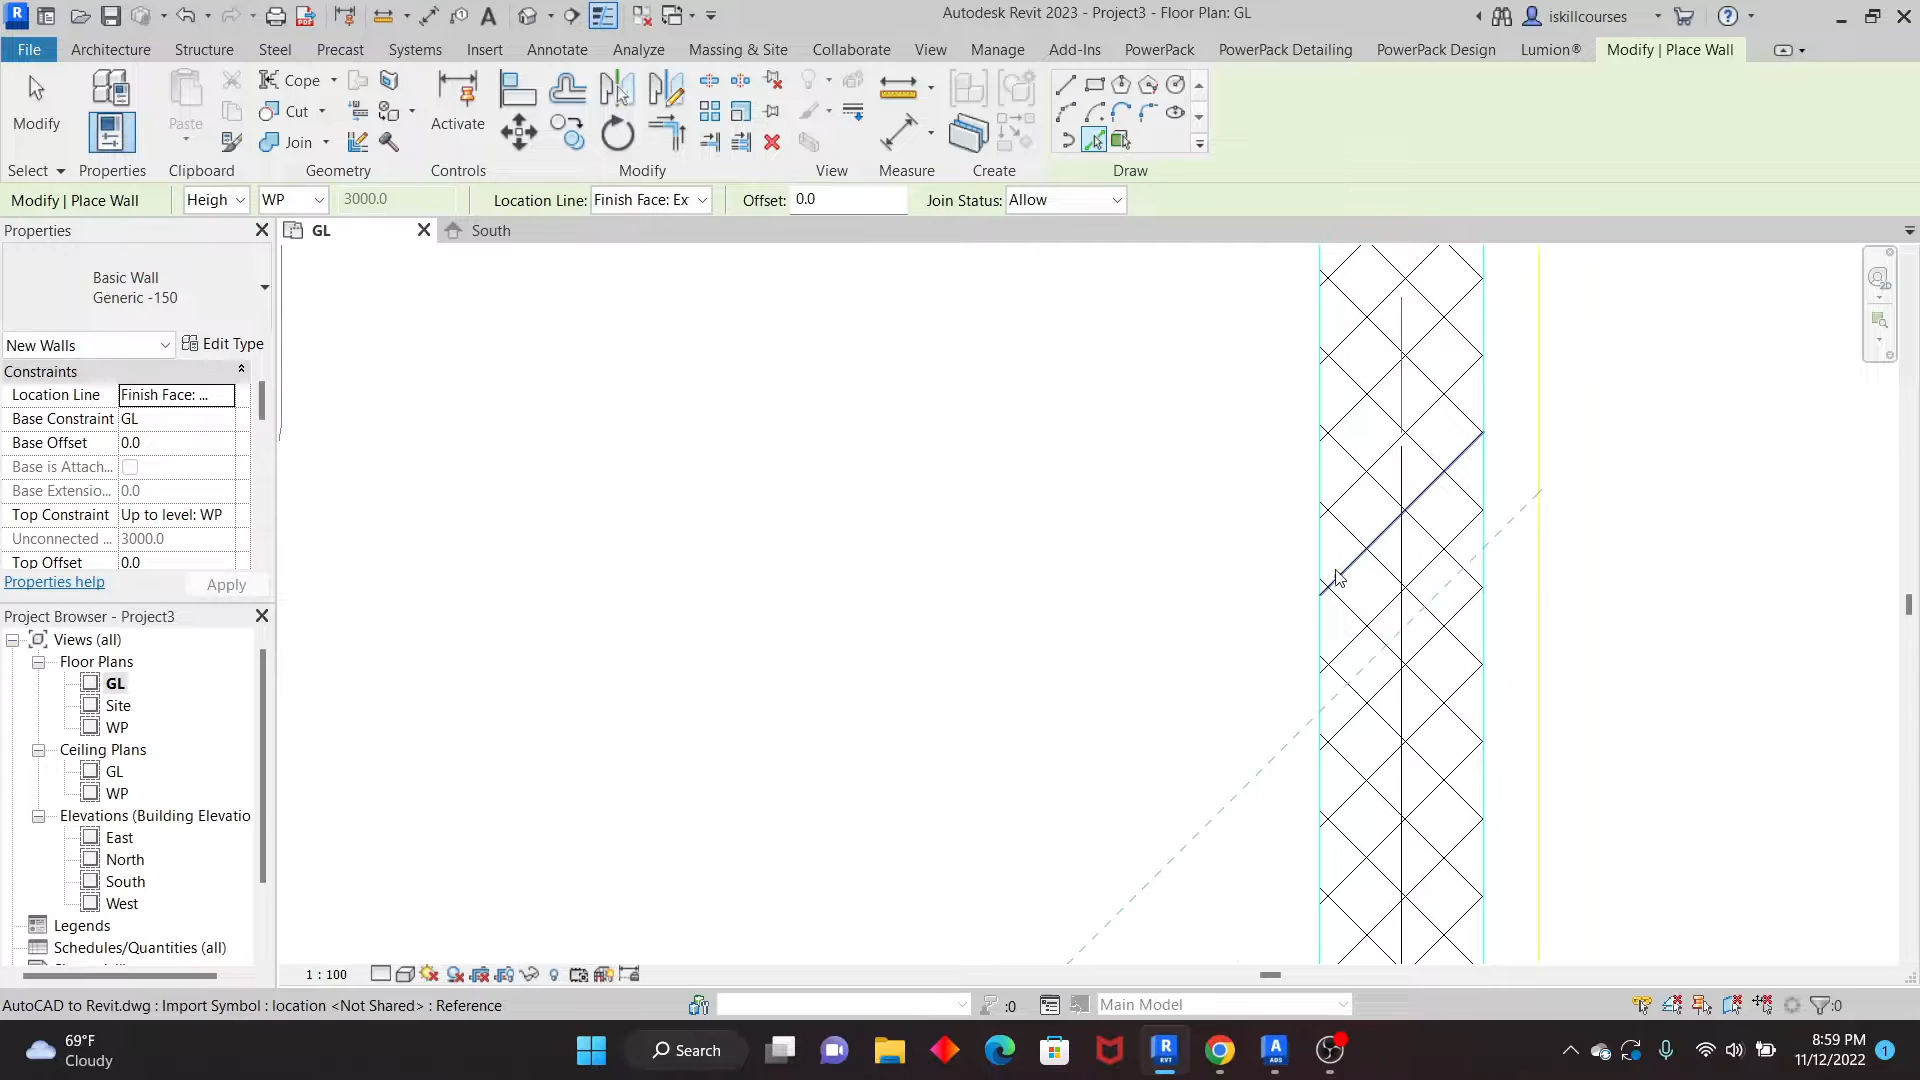 Autodesk Revit 2023 - Project3 - Floor Plan: GL
iskillcourses
File
Architecture
Structure
Steel
Precast
Systems
Insert
Annotate
Analyze
Massing & Site
Collaborate
View
Manage
Add-Ins
PowerPack
PowerPack Detailing
PowerPack Design
Lumion®
Modify | Place Wall
Modify
Paste
Cope
Cut
Join
Activate
Select
Properties
Clipboard
Geometry
Controls
Modify
View
Measure
Create
Draw
Modify | Place Wall
Heigh
WP
3000.0
Location Line:
Finish Face: Ex
Offset:
0.0
Join Status:
Allow
Properties
GL
South
Basic Wall
Generic -150
New Walls
Edit Type
Constraints
Location Line
Finish Face: ...
Base Constraint
GL
Base Offset
0.0
Base is Attach...
Base Extensio...
0.0
Top Constraint
Up to level: WP
Unconnected ...
3000.0
Top Offset
0.0
Properties help
Apply
Project Browser - Project3
Views (all)
Floor Plans
GL
Site
WP
Ceiling Plans
GL
WP
Elevations (Building Elevatio
East
North
South
West
Legends
Schedules/Quantities (all)
1 : 100
AutoCAD to Revit.dwg : Import Symbol : location <Not Shared> : Reference
:0
Main Model
:0
69°F
Cloudy
Search
8:59 PM
11/12/2022
1